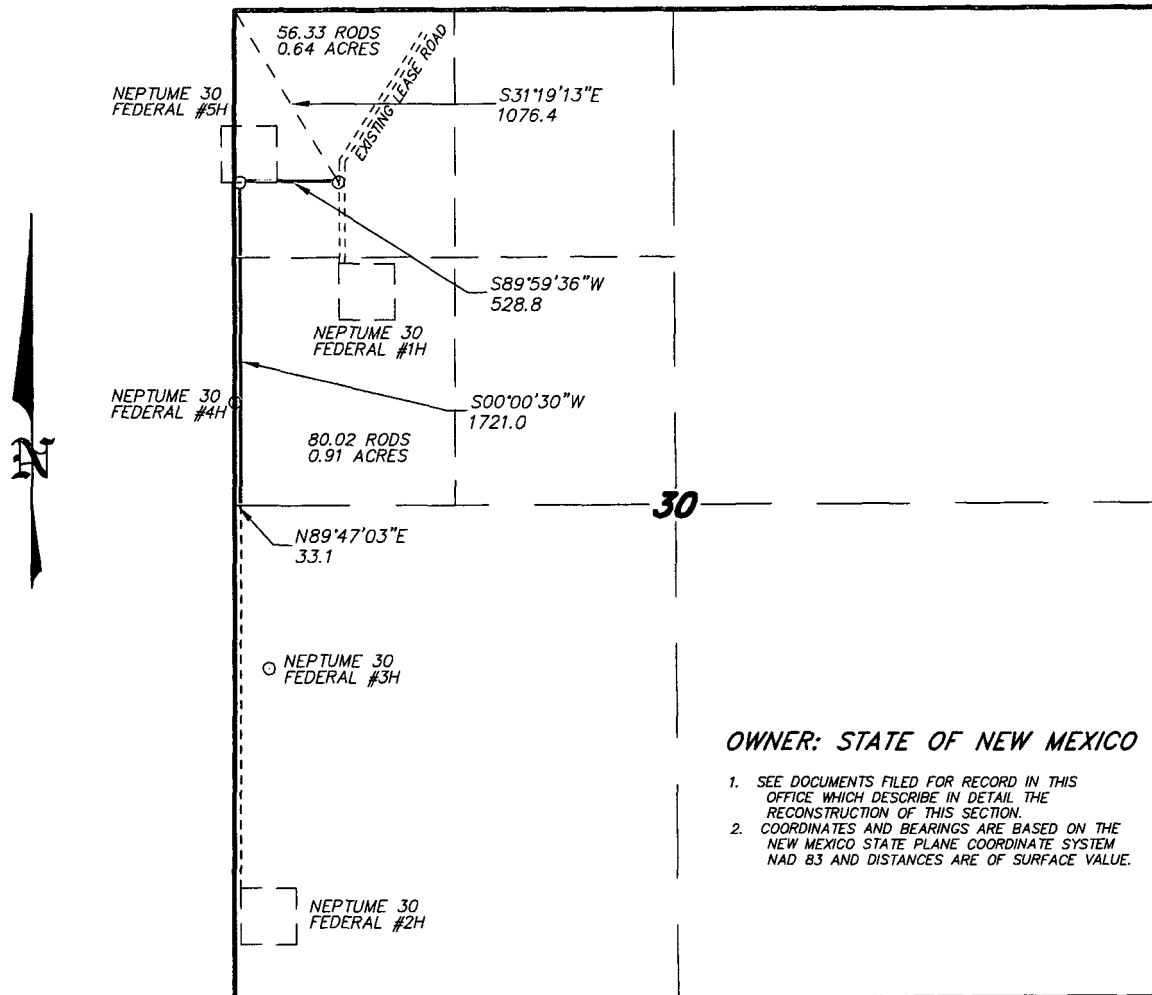 56.33 RODS
0.64 ACRES
EXISTING LEASE ROAD
NEPTUME 30
FEDERAL #5H
S31°19'13"E
1076.4
S89°59'36"W
528.8
NEPTUME 30
FEDERAL #1H
NEPTUME 30
FEDERAL #4H
S00°00'30"W
1721.0
80.02 RODS
0.91 ACRES
N
30
N89°47'03"E
33.1
NEPTUME 30
FEDERAL #3H
OWNER: STATE OF NEW MEXICO
1. SEE DOCUMENTS FILED FOR RECORD IN THIS
OFFICE WHICH DESCRIBE IN DETAIL THE
RECONSTRUCTION OF THIS SECTION.
2. COORDINATES AND BEARINGS ARE BASED ON THE
NEW MEXICO STATE PLANE COORDINATE SYSTEM
NAD 83 AND DISTANCES ARE OF SURFACE VALUE.
NEPTUME 30
FEDERAL #2H